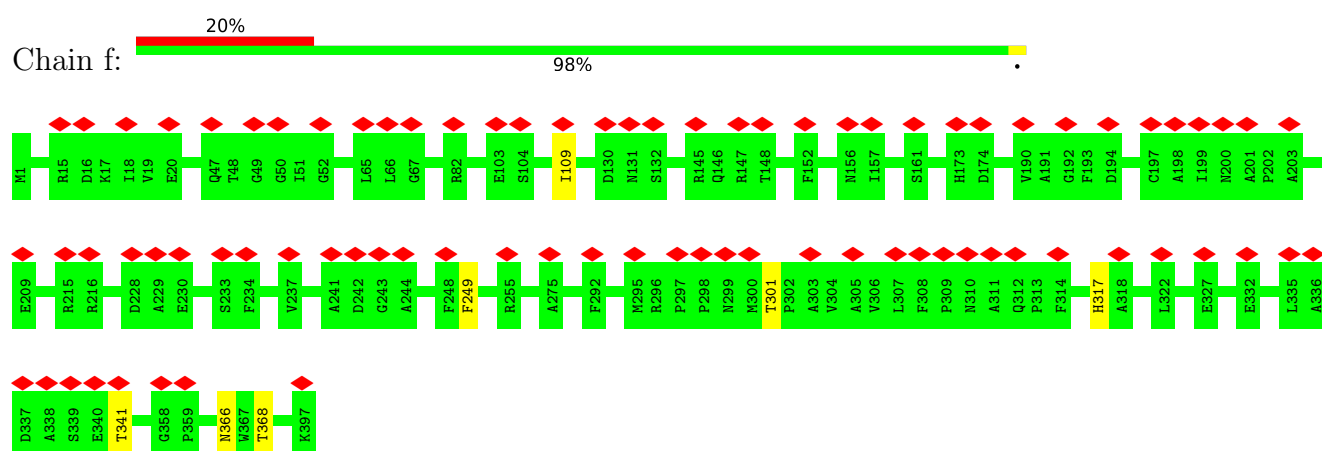 20%
Chain f:
98%
.
M1 R15 D16 K17 I18 V19 E20 Q47 T48 G49 G50 I51 G52 L65 L66 G67 R82 E103 S104 I109 D130 N131 S132 R145 Q146 R147 T148 F152 N156 I157 S161 H173 D174 V190 A191 G192 F193 D194 C197 A198 I199 N200 A201 P202 A203
E209 R215 R216 D228 A229 E230 S233 F234 V237 A241 D242 G243 A244 F248 F249 R255 A275 F292 M295 R296 P297 P298 N299 M300 T301 P302 A303 V304 A305 V306 L307 F308 P309 N310 A311 Q312 P313 F314 H317 A318 L322 E327 E332 L335 A336
D337 A338 S339 E340 T341 G358 P359 N366 W367 T368 K397